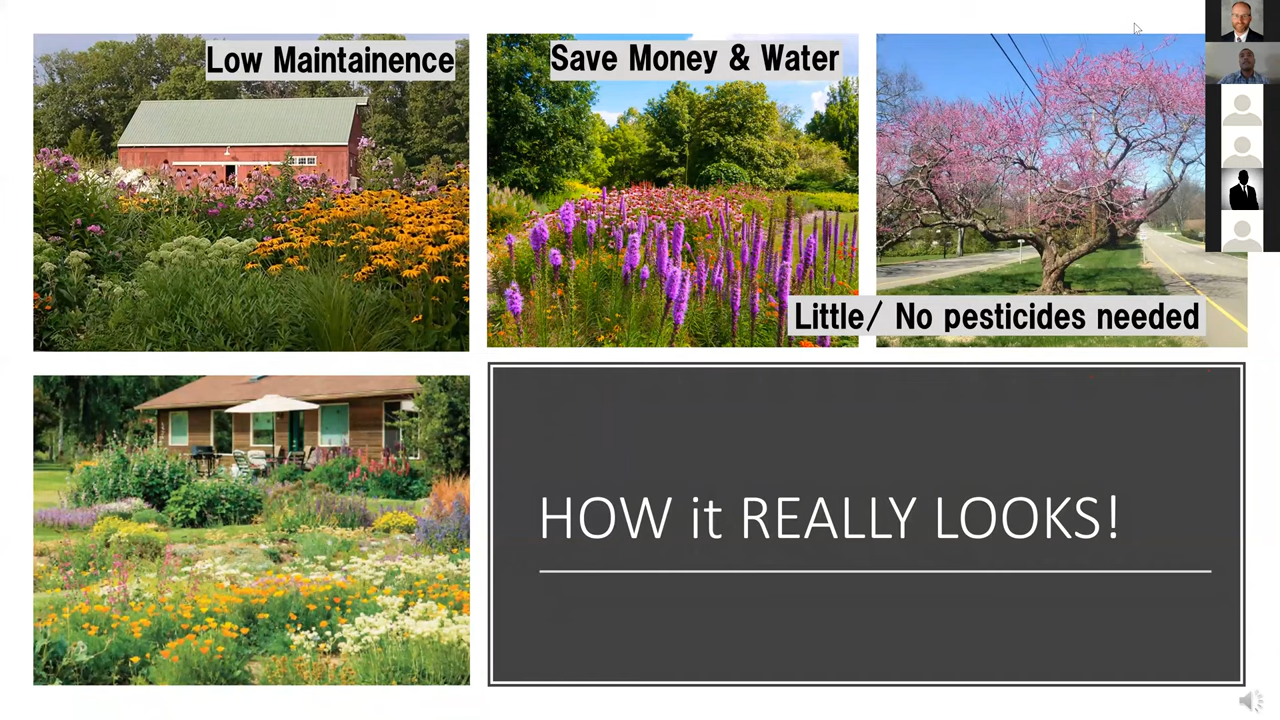 Low Maintainence
Save Money & Water
Little/ No pesticides needed
HOW it REALLY LOOKS!